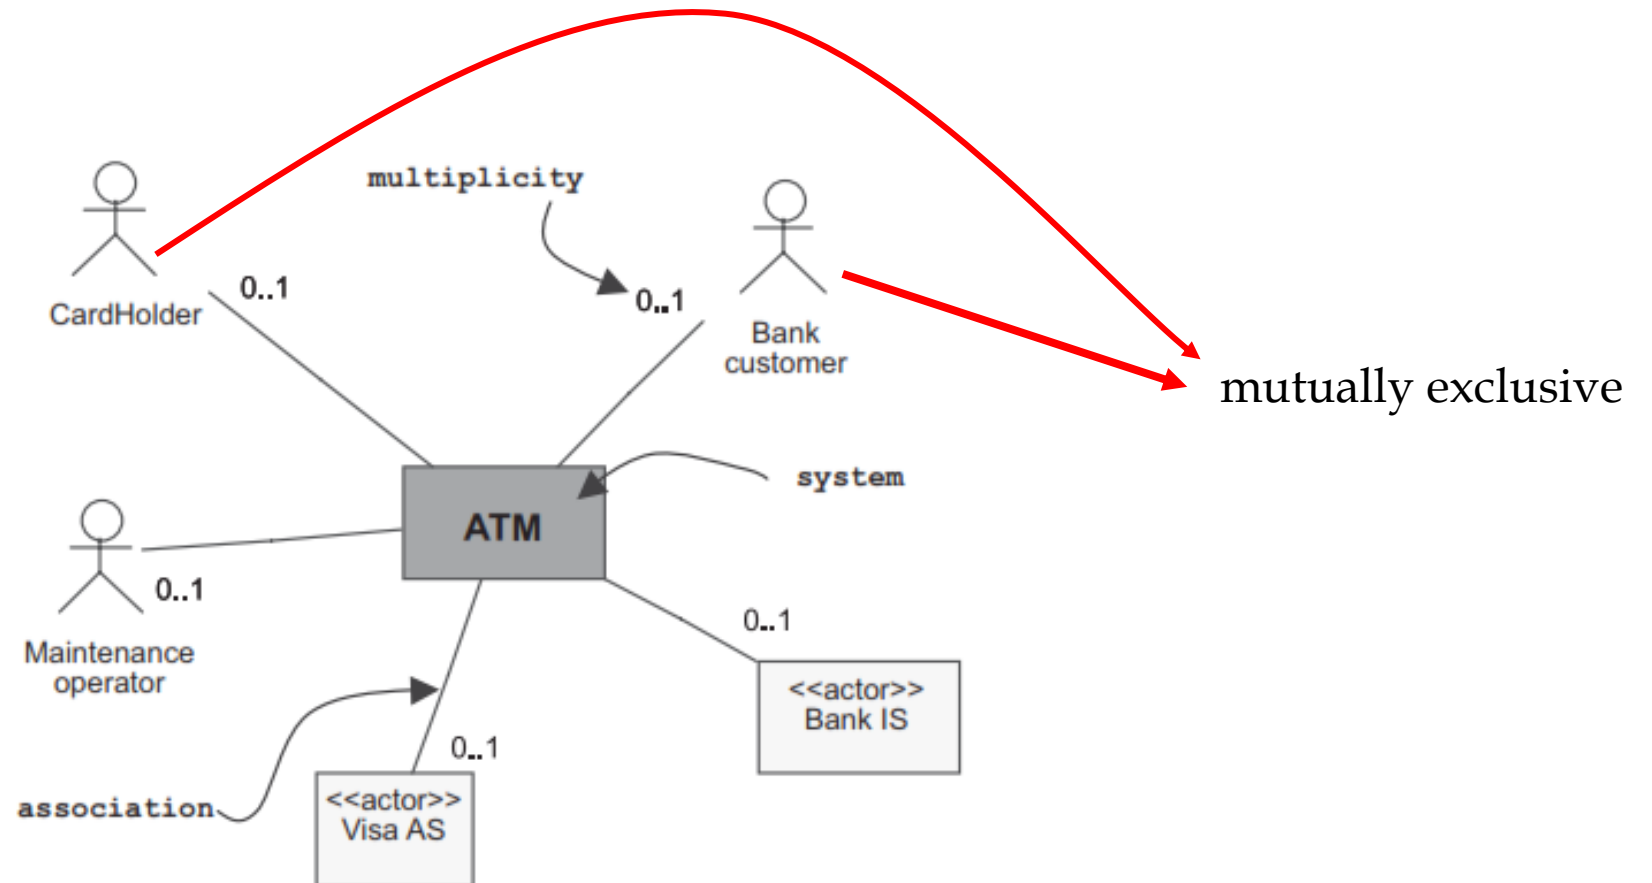 multiplicity
0..1
CardHolder
0..1
Bank
customer
mutually exclusive
system
ATM
0..1
Maintenance
operator
0..1
<<actor>>
Bank IS
association
0..1
<<actor>>
Visa AS